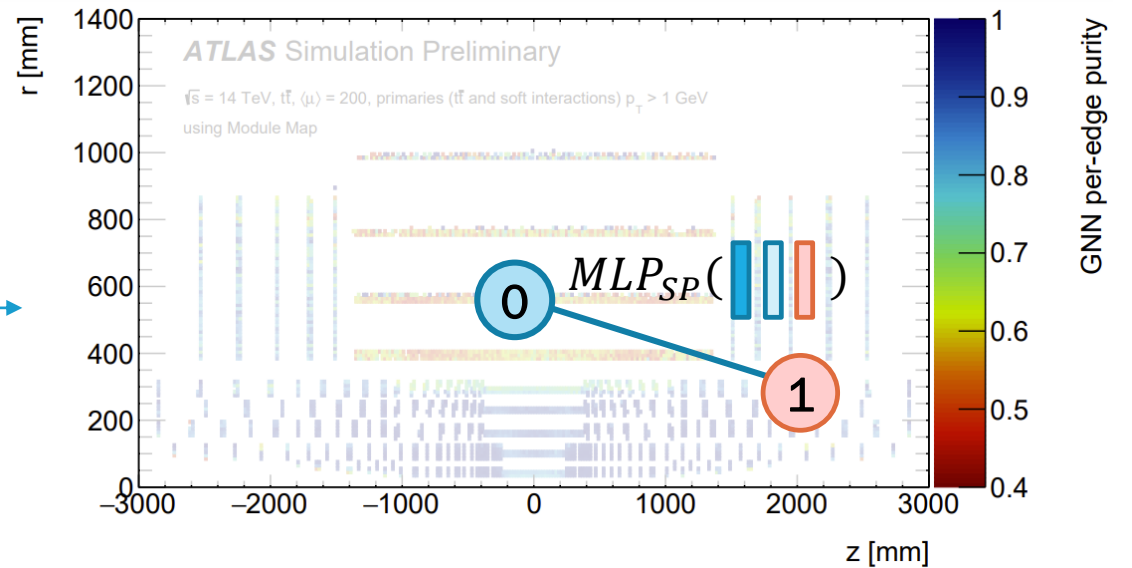 1400
1200
1000
800
600
400
200
0
r [mm]
ATLAS Simulation Preliminary
√s = 14 TeV, tt̄, ⟨μ⟩ = 200, primaries (tt̄ and soft interactions) p_T > 1 GeV
using Module Map
MLP_SP( )
0
1
−3000 −2000 −1000 0 1000 2000 3000
z [mm]
1
0.9
0.8
0.7
0.6
0.5
0.4
GNN per-edge purity